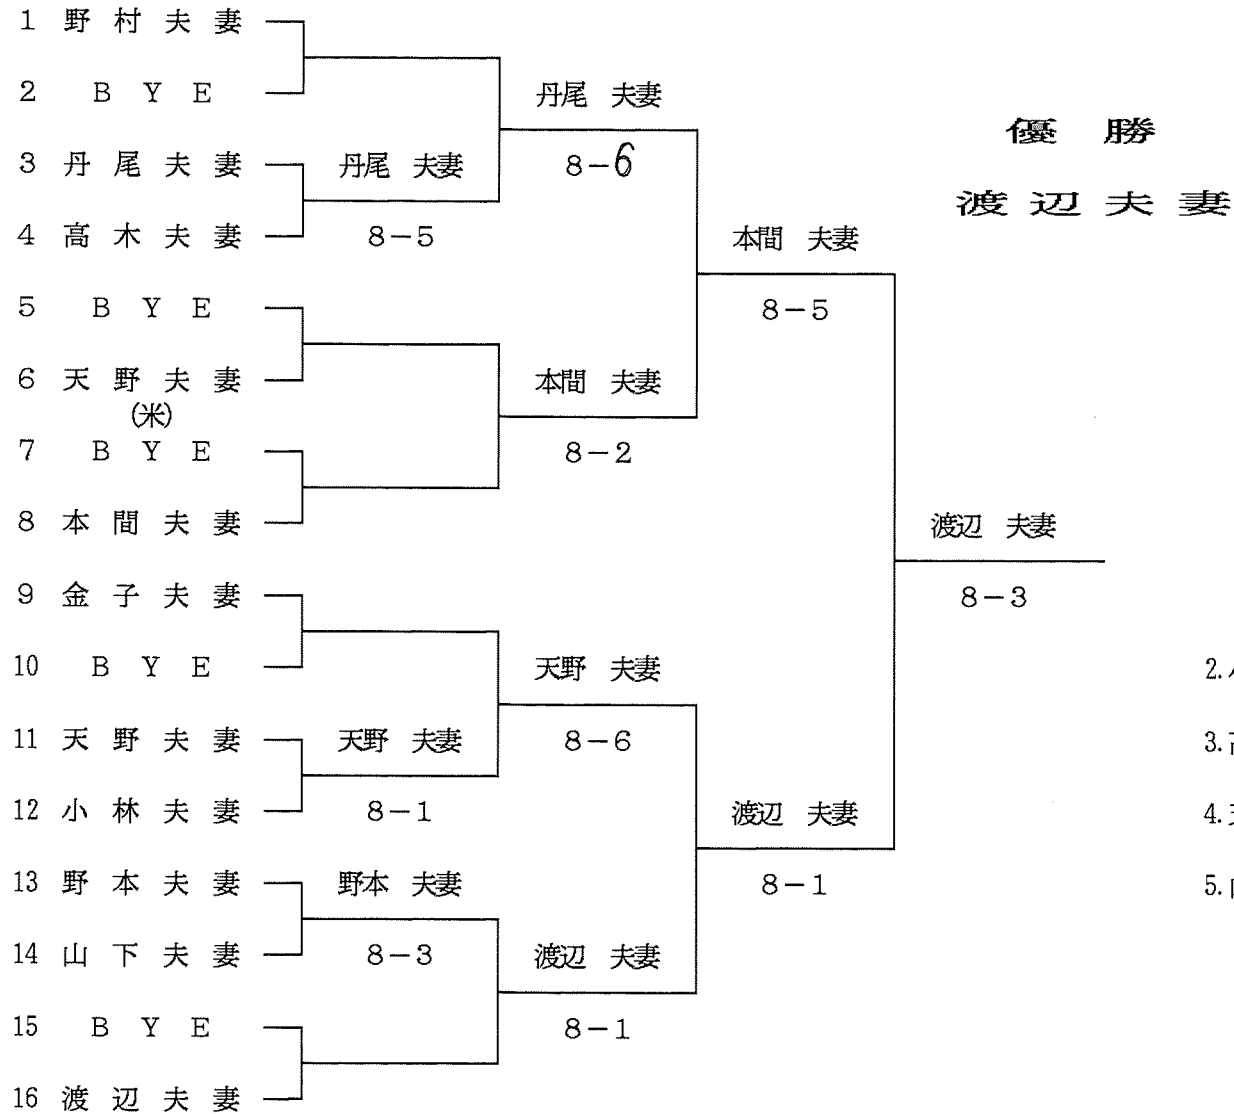 1 野村夫妻
2 BYE
3 丹尾夫妻
4 高木夫妻
5 BYE
6 天野夫妻
(米)
7 BYE
8 本間夫妻
9 金子夫妻
10 BYE
11 天野夫妻
12 小林夫妻
13 野本夫妻
14 山下夫妻
15 BYE
16 渡辺夫妻
丹尾 夫妻
8-5
天野 夫妻
8-1
野本 夫妻
8-3
丹尾 夫妻
8-6
本間 夫妻
8-2
天野 夫妻
8-6
渡辺 夫妻
8-1
本間 夫妻
8-5
渡辺 夫妻
8-1
渡辺 夫妻
8-3
優勝
渡辺夫妻
2.
3.
4.
5.